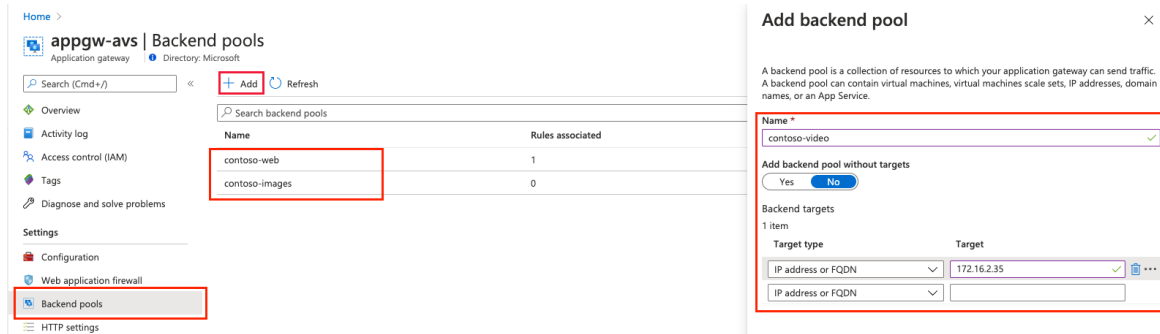 Home >
appgw-avs | Backend pools
Application gateway Directory: Microsoft
Search (Cmd+/) «
Overview
Activity log
Access control (IAM)
Tags
Diagnose and solve problems
Settings
Configuration
Web application firewall
Backend pools
HTTP settings
+ Add Refresh
Search backend pools
Name Rules associated
contoso-web 1
contoso-images 0
Add backend pool ×
A backend pool is a collection of resources to which your application gateway can send traffic.
A backend pool can contain virtual machines, virtual machines scale sets, IP addresses, domain
names, or an App Service.
Name *
contoso-video
Add backend pool without targets
Yes No
Backend targets
1 item
Target type Target
IP address or FQDN 172.16.2.35 ...
IP address or FQDN